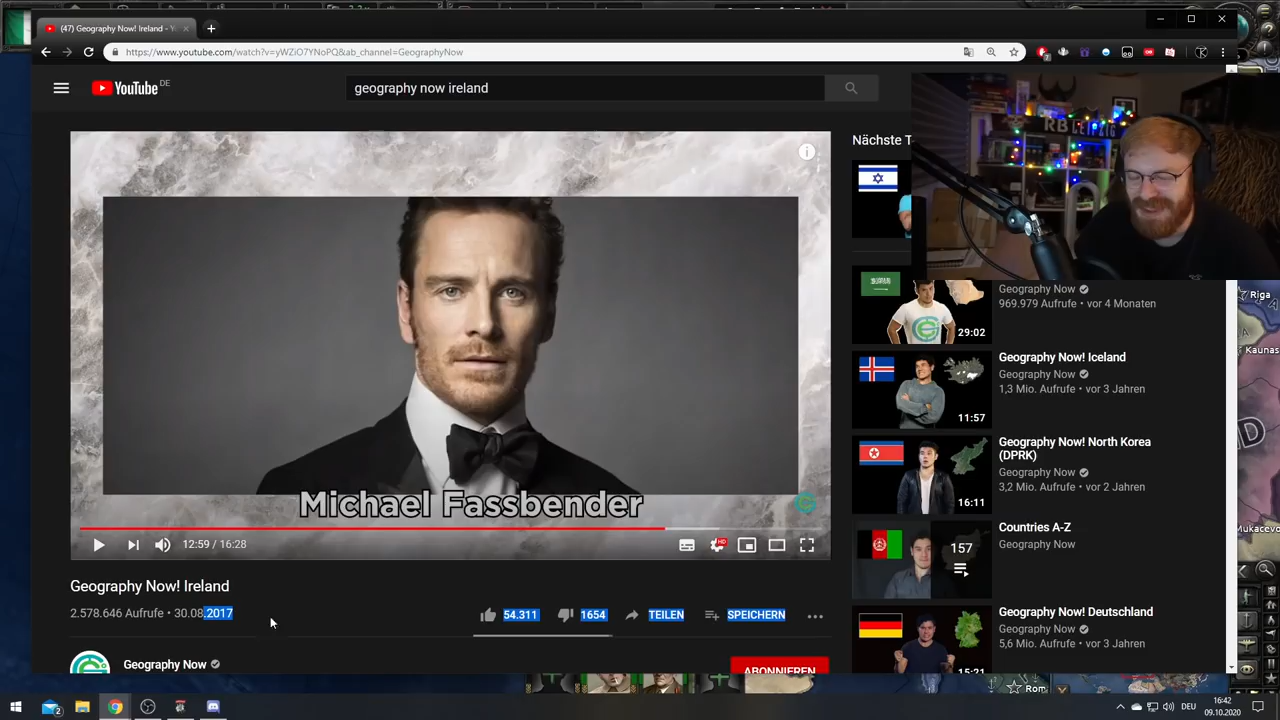 (47) Geography Now! Ireland - Y
https://www.youtube.com/watch?v=yWZiO7YNoPQ&ab_channel=GeographyNow
YouTube DE
geography now ireland
Nächste T
RB LEIPZIG
Michael Fassbender
12:59 / 16:28
HD
Geography Now! Ireland
2.578.646 Aufrufe • 30.08.2017
54.311
1654
TEILEN
SPEICHERN
Geography Now
ABONNIEREN
Geography Now
969.979 Aufrufe • vor 4 Monaten
29:02
Geography Now! Iceland
Geography Now
1,3 Mio. Aufrufe • vor 3 Jahren
11:57
Geography Now! North Korea
(DPRK)
Geography Now
3,2 Mio. Aufrufe • vor 2 Jahren
16:11
Countries A-Z
Geography Now
157
Geography Now! Deutschland
Geography Now
5,6 Mio. Aufrufe • vor 3 Jahren
15:21
Riga
Kaunas
Mukacevo
Rom
DEU
16:42
09.10.2020